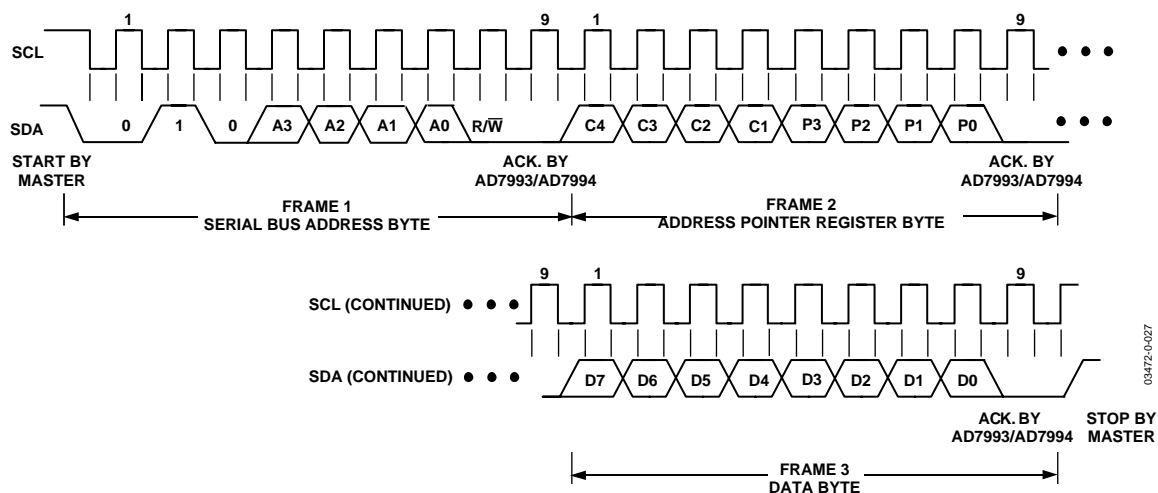 1 9 1 9
SCL
SDA 0 1 0 A3 A2 A1 A0 R/W̅ C4 C3 C2 C1 P3 P2 P1 P0
START BY
MASTER
ACK. BY
AD7993/AD7994
ACK. BY
AD7993/AD7994
FRAME 1
SERIAL BUS ADDRESS BYTE
FRAME 2
ADDRESS POINTER REGISTER BYTE
9 1 9
SCL (CONTINUED)
SDA (CONTINUED) D7 D6 D5 D4 D3 D2 D1 D0
ACK. BY
AD7993/AD7994
STOP BY
MASTER
FRAME 3
DATA BYTE
03472-0-027